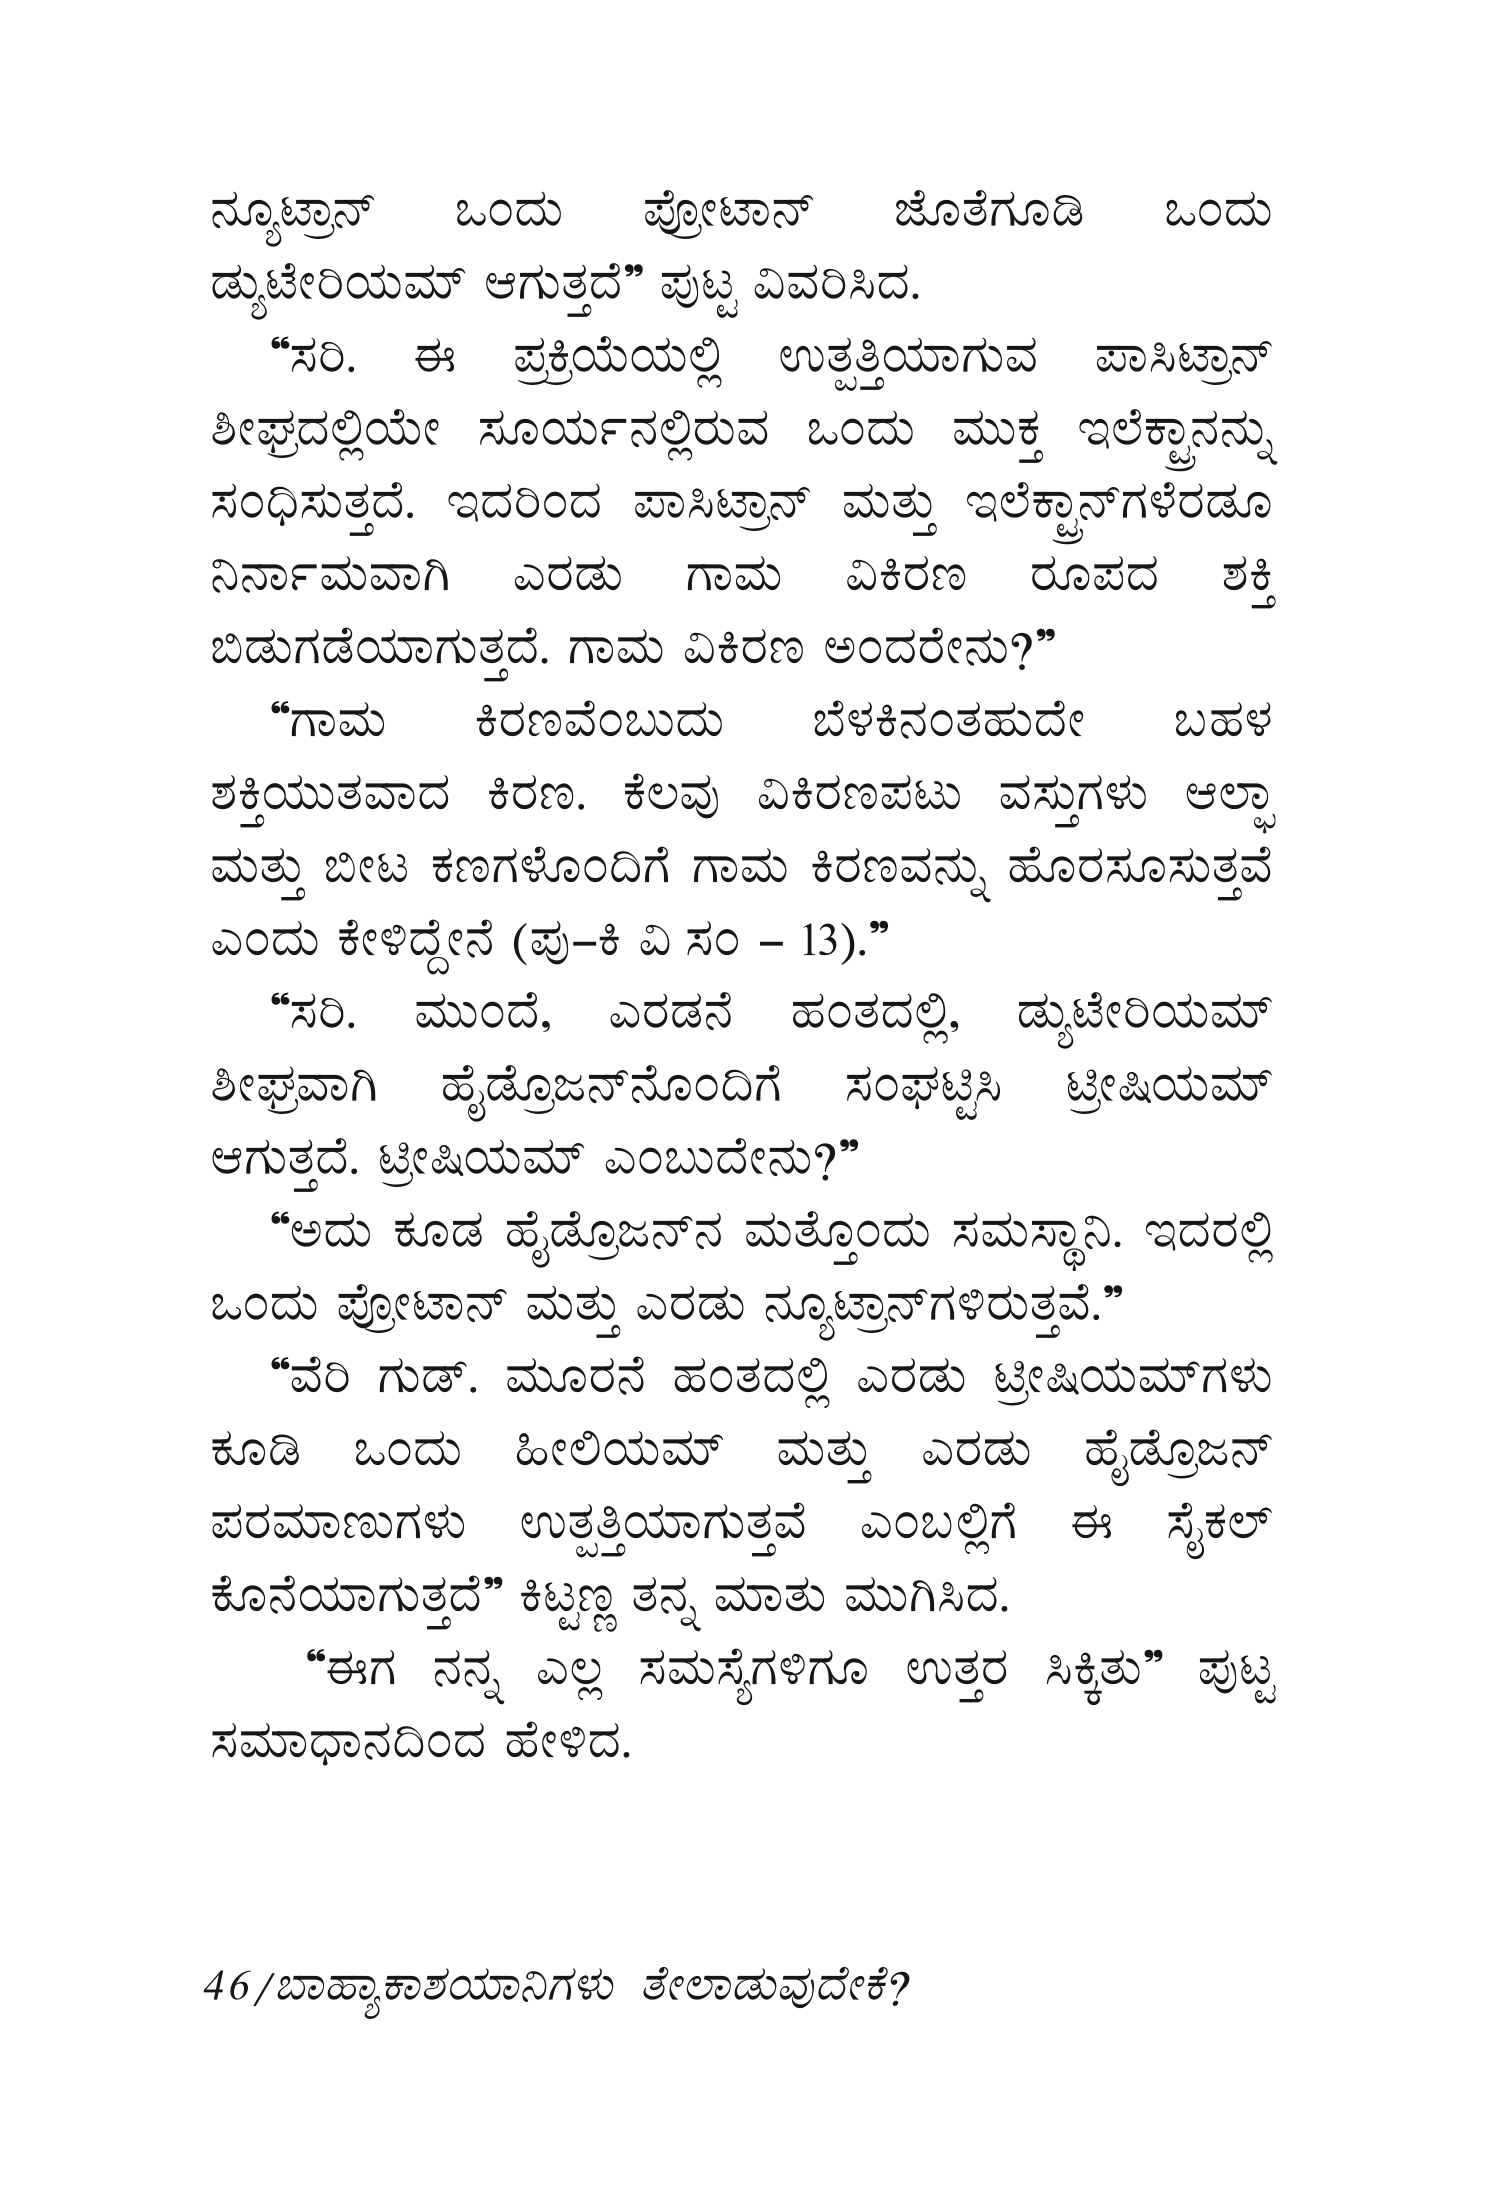 ನ್ಯೂಟ್ರಾನ್ ಒಂದು ಪ್ರೋಟಾನ್ ಜೊತೆಗೂಡಿ ಒಂದು
ಡ್ಯುಟೇರಿಯಮ್ ಆಗುತ್ತದೆ” ಪುಟ್ಟ ವಿವರಿಸಿದ.
“ಸರಿ. ಈ ಪ್ರಕ್ರಿಯೆಯಲ್ಲಿ ಉತ್ಪತ್ತಿಯಾಗುವ ಪಾಸಿಟ್ರಾನ್
ಶೀಘ್ರದಲ್ಲಿಯೇ ಸೂರ್ಯನಲ್ಲಿರುವ ಒಂದು ಮುಕ್ತ ಇಲೆಕ್ಟ್ರಾನನ್ನು
ಸಂಧಿಸುತ್ತದೆ. ಇದರಿಂದ ಪಾಸಿಟ್ರಾನ್ ಮತ್ತು ಇಲೆಕ್ಟ್ರಾನ್‌ಗಳೆರಡೂ
ನಿರ್ನಾಮವಾಗಿ ಎರಡು ಗಾಮ ವಿಕಿರಣ ರೂಪದ ಶಕ್ತಿ
ಬಿಡುಗಡೆಯಾಗುತ್ತದೆ. ಗಾಮ ವಿಕಿರಣ ಅಂದರೇನು?”
“ಗಾಮ ಕಿರಣವೆಂಬುದು ಬೆಳಕಿನಂತಹುದೇ ಬಹಳ
ಶಕ್ತಿಯುತವಾದ ಕಿರಣ. ಕೆಲವು ವಿಕಿರಣಪಟು ವಸ್ತುಗಳು ಆಲ್ಫಾ
ಮತ್ತು ಬೀಟ ಕಣಗಳೊಂದಿಗೆ ಗಾಮ ಕಿರಣವನ್ನು ಹೊರಸೂಸುತ್ತವೆ
ಎಂದು ಕೇಳಿದ್ದೇನೆ (ಪು–ಕಿ ವಿ ಸಂ – 13).”
“ಸರಿ. ಮುಂದೆ, ಎರಡನೆ ಹಂತದಲ್ಲಿ, ಡ್ಯುಟೇರಿಯಮ್
ಶೀಘ್ರವಾಗಿ ಹೈಡ್ರೊಜನ್‌ನೊಂದಿಗೆ ಸಂಘಟ್ಟಿಸಿ ಟ್ರೀಷಿಯಮ್
ಆಗುತ್ತದೆ. ಟ್ರೀಷಿಯಮ್ ಎಂಬುದೇನು?”
“ಅದು ಕೂಡ ಹೈಡ್ರೊಜನ್‌ನ ಮತ್ತೊಂದು ಸಮಸ್ಥಾನಿ. ಇದರಲ್ಲಿ
ಒಂದು ಪ್ರೋಟಾನ್ ಮತ್ತು ಎರಡು ನ್ಯೂಟ್ರಾನ್‌ಗಳಿರುತ್ತವೆ.”
“ವೆರಿ ಗುಡ್. ಮೂರನೆ ಹಂತದಲ್ಲಿ ಎರಡು ಟ್ರೀಷಿಯಮ್‌ಗಳು
ಕೂಡಿ ಒಂದು ಹೀಲಿಯಮ್ ಮತ್ತು ಎರಡು ಹೈಡ್ರೊಜನ್
ಪರಮಾಣುಗಳು ಉತ್ಪತ್ತಿಯಾಗುತ್ತವೆ ಎಂಬಲ್ಲಿಗೆ ಈ ಸೈಕಲ್
ಕೊನೆಯಾಗುತ್ತದೆ” ಕಿಟ್ಟಣ್ಣ ತನ್ನ ಮಾತು ಮುಗಿಸಿದ.
“ಈಗ ನನ್ನ ಎಲ್ಲ ಸಮಸ್ಯೆಗಳಿಗೂ ಉತ್ತರ ಸಿಕ್ಕಿತು” ಪುಟ್ಟ
ಸಮಾಧಾನದಿಂದ ಹೇಳಿದ.
46/ಬಾಹ್ಯಾಕಾಶಯಾನಿಗಳು ತೇಲಾಡುವುದೇಕೆ?